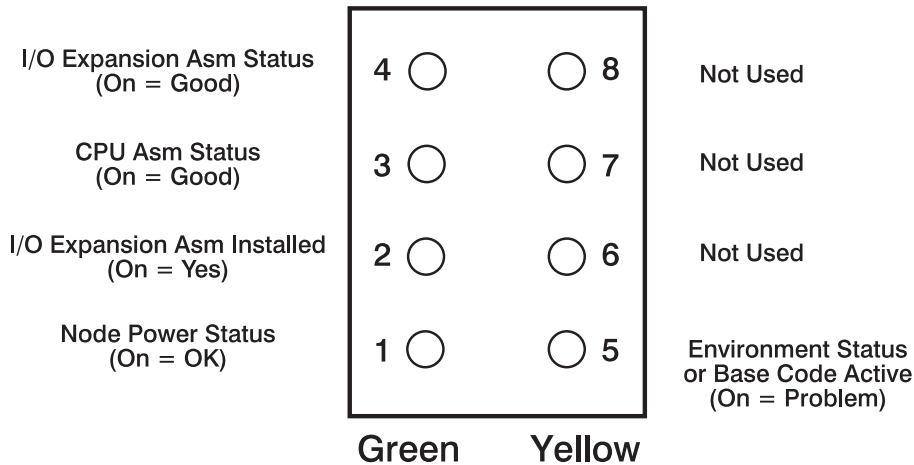 I/O Expansion Asm Status
(On = Good)
4
8
Not Used
CPU Asm Status
(On = Good)
3
7
Not Used
I/O Expansion Asm Installed
(On = Yes)
2
6
Not Used
Node Power Status
(On = OK)
1
5
Environment Status
or Base Code Active
(On = Problem)
Green
Yellow